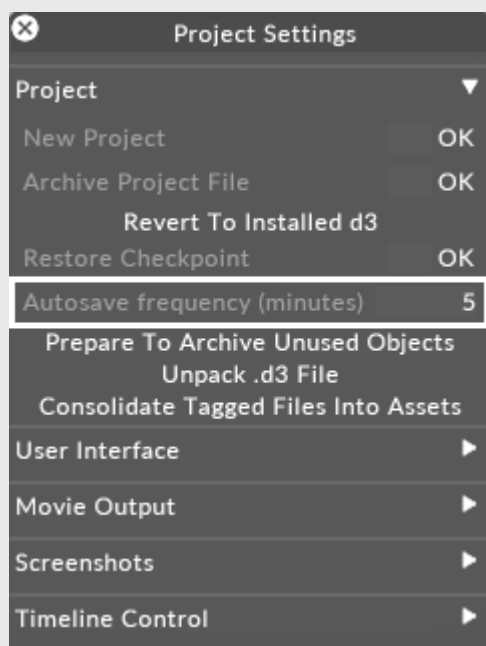 Project Settings
Project
New Project OK
Archive Project File OK
Revert To Installed d3
Restore Checkpoint OK
Autosave frequency (minutes) 5
Prepare To Archive Unused Objects
Unpack .d3 File
Consolidate Tagged Files Into Assets
User Interface
Movie Output
Screenshots
Timeline Control